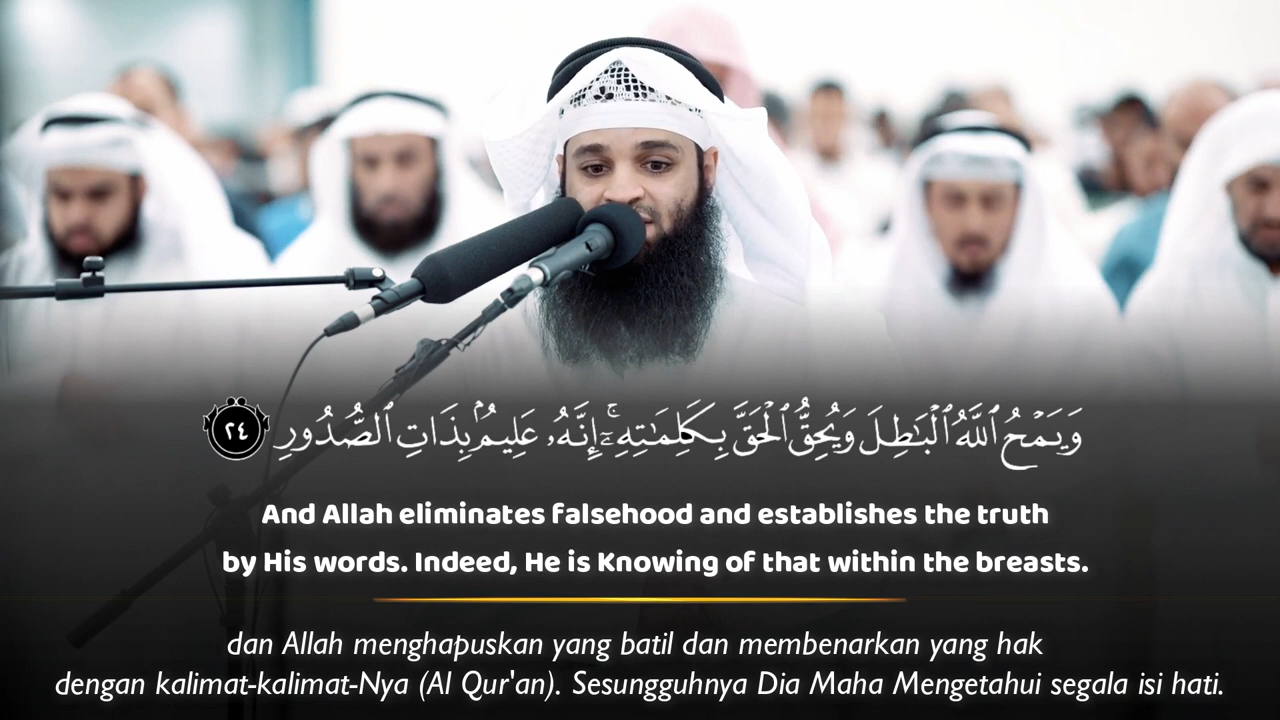 وَيَمْحُ ٱللَّهُ ٱلْبَٰطِلَ وَيُحِقُّ ٱلْحَقَّ بِكَلِمَٰتِهِۦٓ ۚ إِنَّهُۥ عَلِيمٌۢ بِذَاتِ ٱلصُّدُورِ ٢٤
And Allah eliminates falsehood and establishes the truth
by His words. Indeed, He is Knowing of that within the breasts.
dan Allah menghapuskan yang batil dan membenarkan yang hak
dengan kalimat-kalimat-Nya (Al Qur'an). Sesungguhnya Dia Maha Mengetahui segala isi hati.